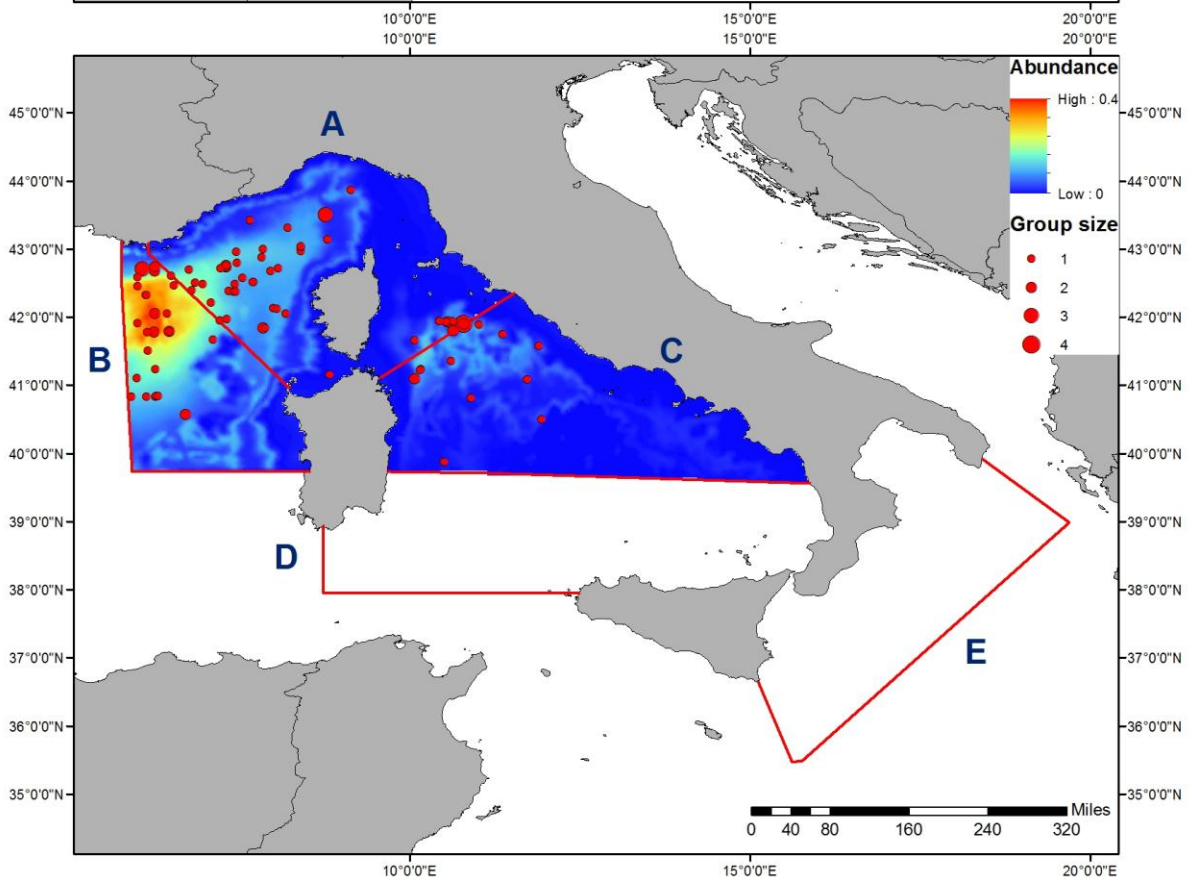 10°0'0"E 15°0'0"E 20°0'0"E
10°0'0"E 15°0'0"E 20°0'0"E
Abundance
High : 0.4
Low : 0
Group size
1
2
3
4
45°0'0"N 45°0'0"N
44°0'0"N 44°0'0"N
43°0'0"N 43°0'0"N
42°0'0"N 42°0'0"N
41°0'0"N 41°0'0"N
40°0'0"N 40°0'0"N
39°0'0"N 39°0'0"N
38°0'0"N 38°0'0"N
37°0'0"N 37°0'0"N
36°0'0"N 36°0'0"N
35°0'0"N 35°0'0"N
A
B
C
D
E
Miles
0 40 80 160 240 320
10°0'0"E 15°0'0"E 20°0'0"E